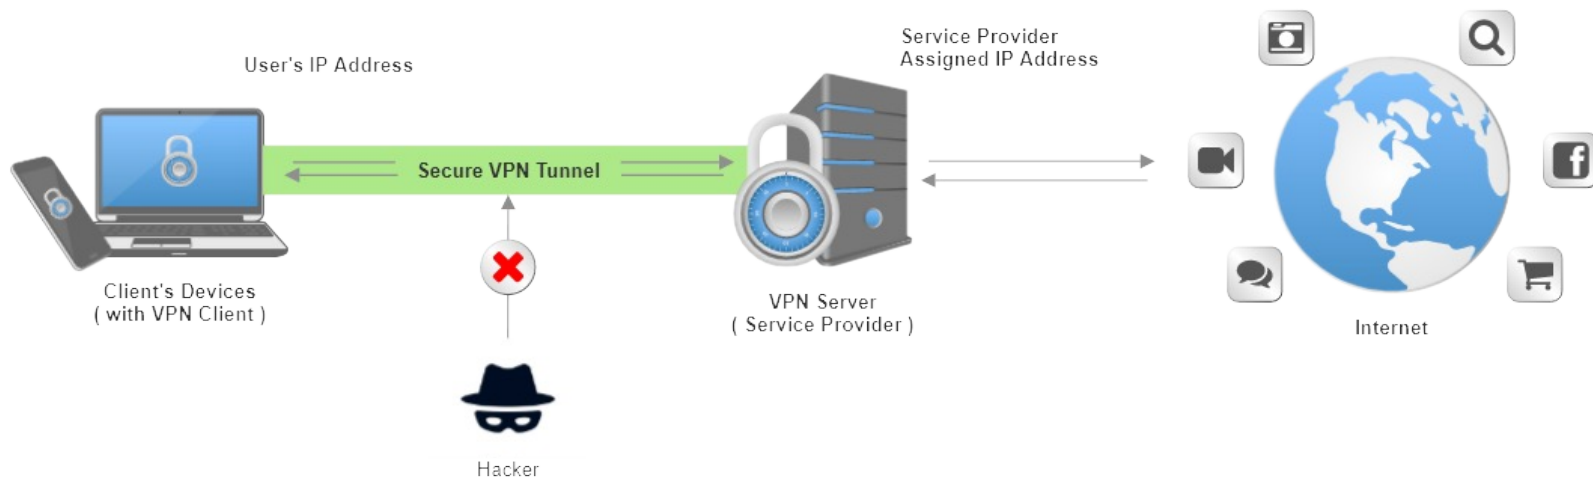 User's IP Address
Service Provider
Assigned IP Address
Secure VPN Tunnel
Client's Devices
( with VPN Client )
VPN Server
( Service Provider )
Internet
Hacker